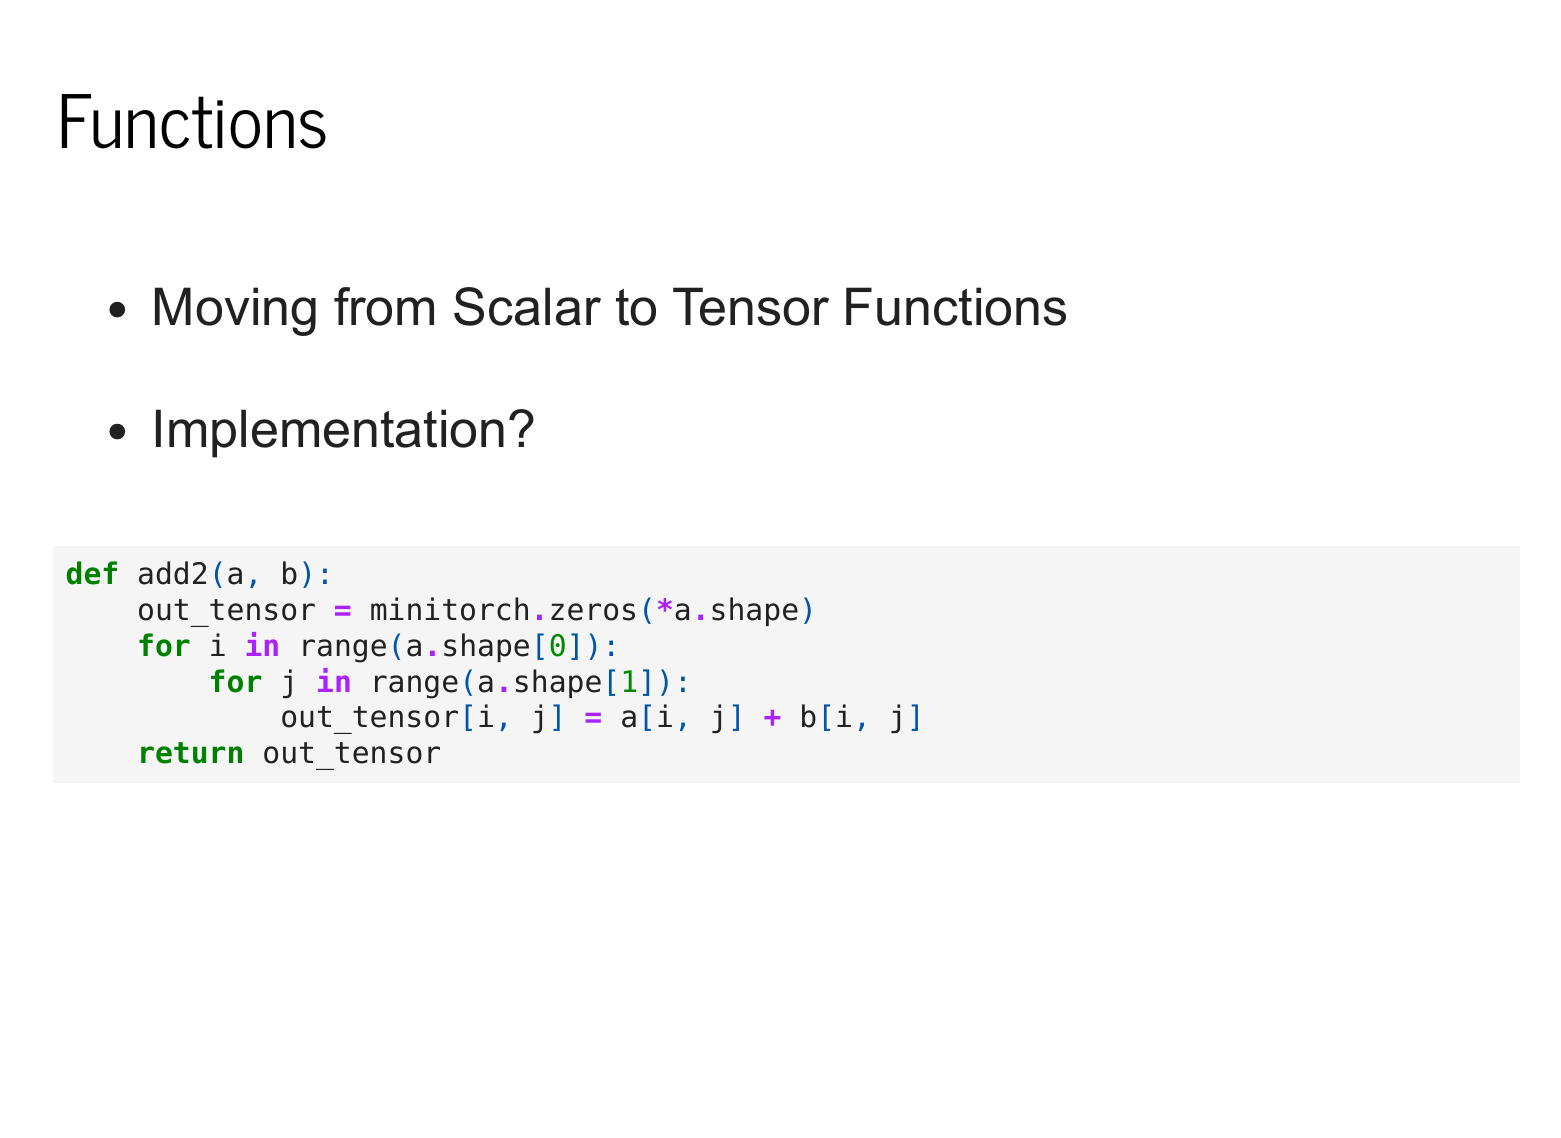 Functions
• Moving from Scalar to Tensor Functions
• Implementation?
def add2(a, b):
    out_tensor = minitorch.zeros(*a.shape)
    for i in range(a.shape[0]):
        for j in range(a.shape[1]):
            out_tensor[i, j] = a[i, j] + b[i, j]
    return out_tensor